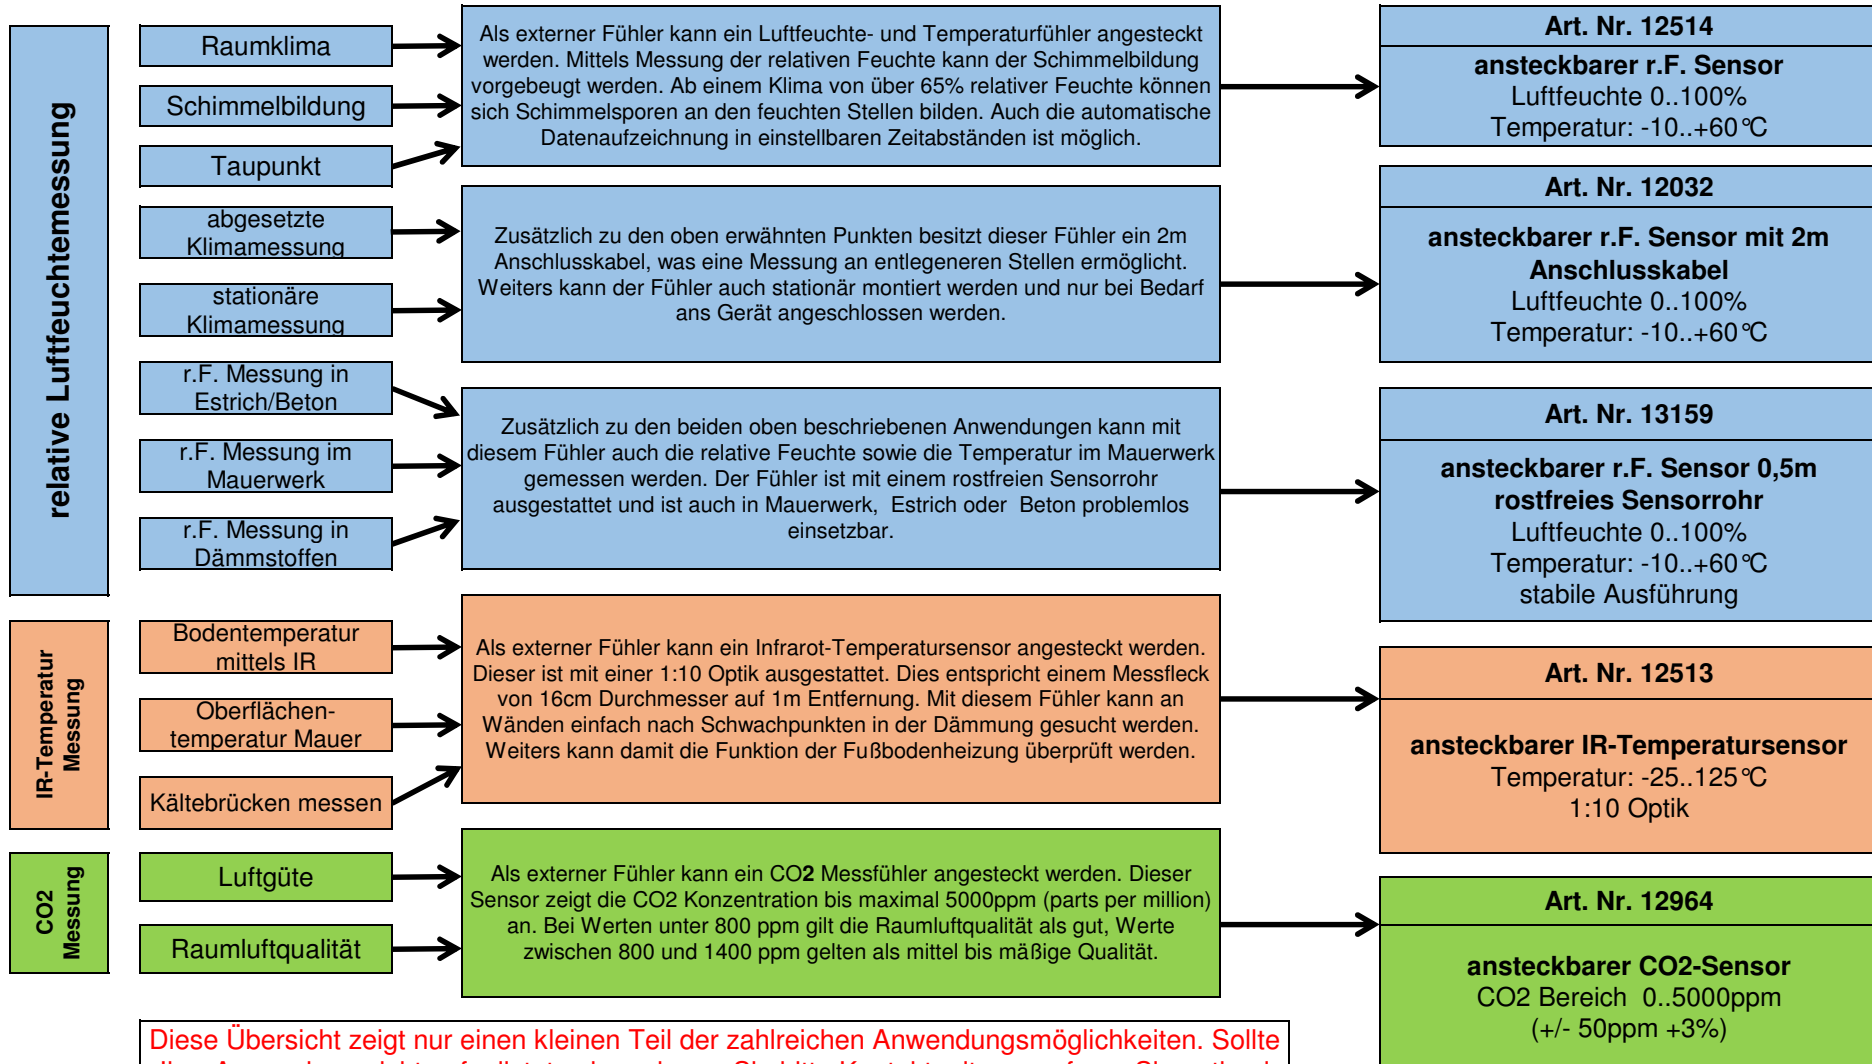 relative Luftfeuchtemessung
Raumklima
Schimmelbildung
Taupunkt
Als externer Fühler kann ein Luftfeuchte- und Temperaturfühler angesteckt
werden. Mittels Messung der relativen Feuchte kann der Schimmelbildung
vorgebeugt werden. Ab einem Klima von über 65% relativer Feuchte können
sich Schimmelsporen an den feuchten Stellen bilden. Auch die automatische
Datenaufzeichnung in einstellbaren Zeitabständen ist möglich.
Art. Nr. 12514
ansteckbarer r.F. Sensor
Luftfeuchte 0..100%
Temperatur: -10..+60°C
abgesetzte
Klimamessung
stationäre
Klimamessung
Zusätzlich zu den oben erwähnten Punkten besitzt dieser Fühler ein 2m
Anschlusskabel, was eine Messung an entlegeneren Stellen ermöglicht.
Weiters kann der Fühler auch stationär montiert werden und nur bei Bedarf
ans Gerät angeschlossen werden.
Art. Nr. 12032
ansteckbarer r.F. Sensor mit 2m
Anschlusskabel
Luftfeuchte 0..100%
Temperatur: -10..+60°C
r.F. Messung in
Estrich/Beton
r.F. Messung im
Mauerwerk
r.F. Messung in
Dämmstoffen
Zusätzlich zu den beiden oben beschriebenen Anwendungen kann mit
diesem Fühler auch die relative Feuchte sowie die Temperatur im Mauerwerk
gemessen werden. Der Fühler ist mit einem rostfreien Sensorrohr
ausgestattet und ist auch in Mauerwerk, Estrich oder Beton problemlos
einsetzbar.
Art. Nr. 13159
ansteckbarer r.F. Sensor 0,5m
rostfreies Sensorrohr
Luftfeuchte 0..100%
Temperatur: -10..+60°C
stabile Ausführung
IR-Temperatur
Messung
Bodentemperatur
mittels IR
Oberflächen-
temperatur Mauer
Kältebrücken messen
Als externer Fühler kann ein Infrarot-Temperatursensor angesteckt werden.
Dieser ist mit einer 1:10 Optik ausgestattet. Dies entspricht einem Messfleck
von 16cm Durchmesser auf 1m Entfernung. Mit diesem Fühler kann an
Wänden einfach nach Schwachpunkten in der Dämmung gesucht werden.
Weiters kann damit die Funktion der Fußbodenheizung überprüft werden.
Art. Nr. 12513
ansteckbarer IR-Temperatursensor
Temperatur: -25..125°C
1:10 Optik
CO2
Messung
Luftgüte
Raumluftqualität
Als externer Fühler kann ein CO2 Messfühler angesteckt werden. Dieser
Sensor zeigt die CO2 Konzentration bis maximal 5000ppm (parts per million)
an. Bei Werten unter 800 ppm gilt die Raumluftqualität als gut, Werte
zwischen 800 und 1400 ppm gelten als mittel bis mäßige Qualität.
Art. Nr. 12964
ansteckbarer CO2-Sensor
CO2 Bereich 0..5000ppm
(+/- 50ppm +3%)
Diese Übersicht zeigt nur einen kleinen Teil der zahlreichen Anwendungsmöglichkeiten. Sollte